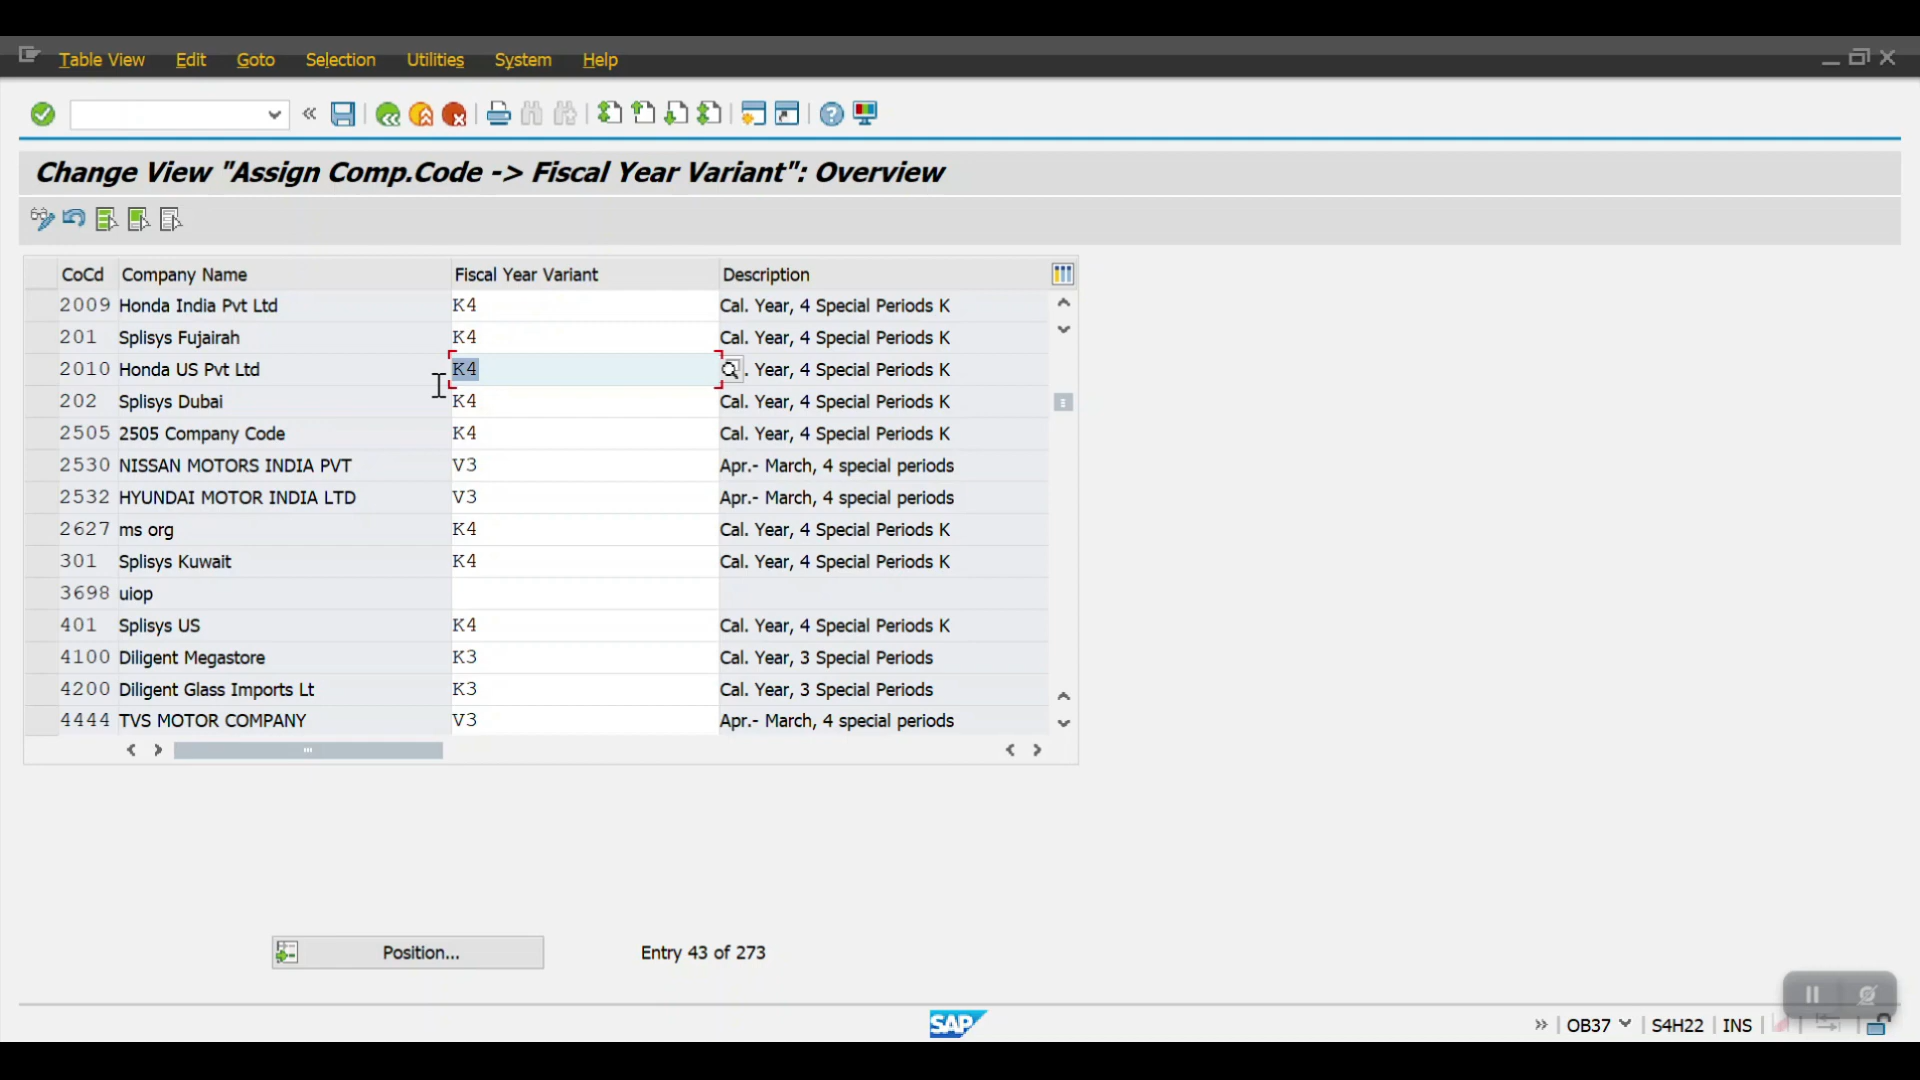 Table View Edit Goto Selection Utilities System Help
Change View "Assign Comp.Code -> Fiscal Year Variant": Overview
CoCd Company Name Fiscal Year Variant Description
2009 Honda India Pvt Ltd K4 Cal. Year, 4 Special Periods K
201 Splisys Fujairah K4 Cal. Year, 4 Special Periods K
2010 Honda US Pvt Ltd K4 . Year, 4 Special Periods K
202 Splisys Dubai K4 Cal. Year, 4 Special Periods K
2505 2505 Company Code K4 Cal. Year, 4 Special Periods K
2530 NISSAN MOTORS INDIA PVT V3 Apr.- March, 4 special periods
2532 HYUNDAI MOTOR INDIA LTD V3 Apr.- March, 4 special periods
2627 ms org K4 Cal. Year, 4 Special Periods K
301 Splisys Kuwait K4 Cal. Year, 4 Special Periods K
3698 uiop
401 Splisys US K4 Cal. Year, 4 Special Periods K
4100 Diligent Megastore K3 Cal. Year, 3 Special Periods
4200 Diligent Glass Imports Lt K3 Cal. Year, 3 Special Periods
4444 TVS MOTOR COMPANY V3 Apr.- March, 4 special periods
Position... Entry 43 of 273
SAP OB37 S4H22 INS